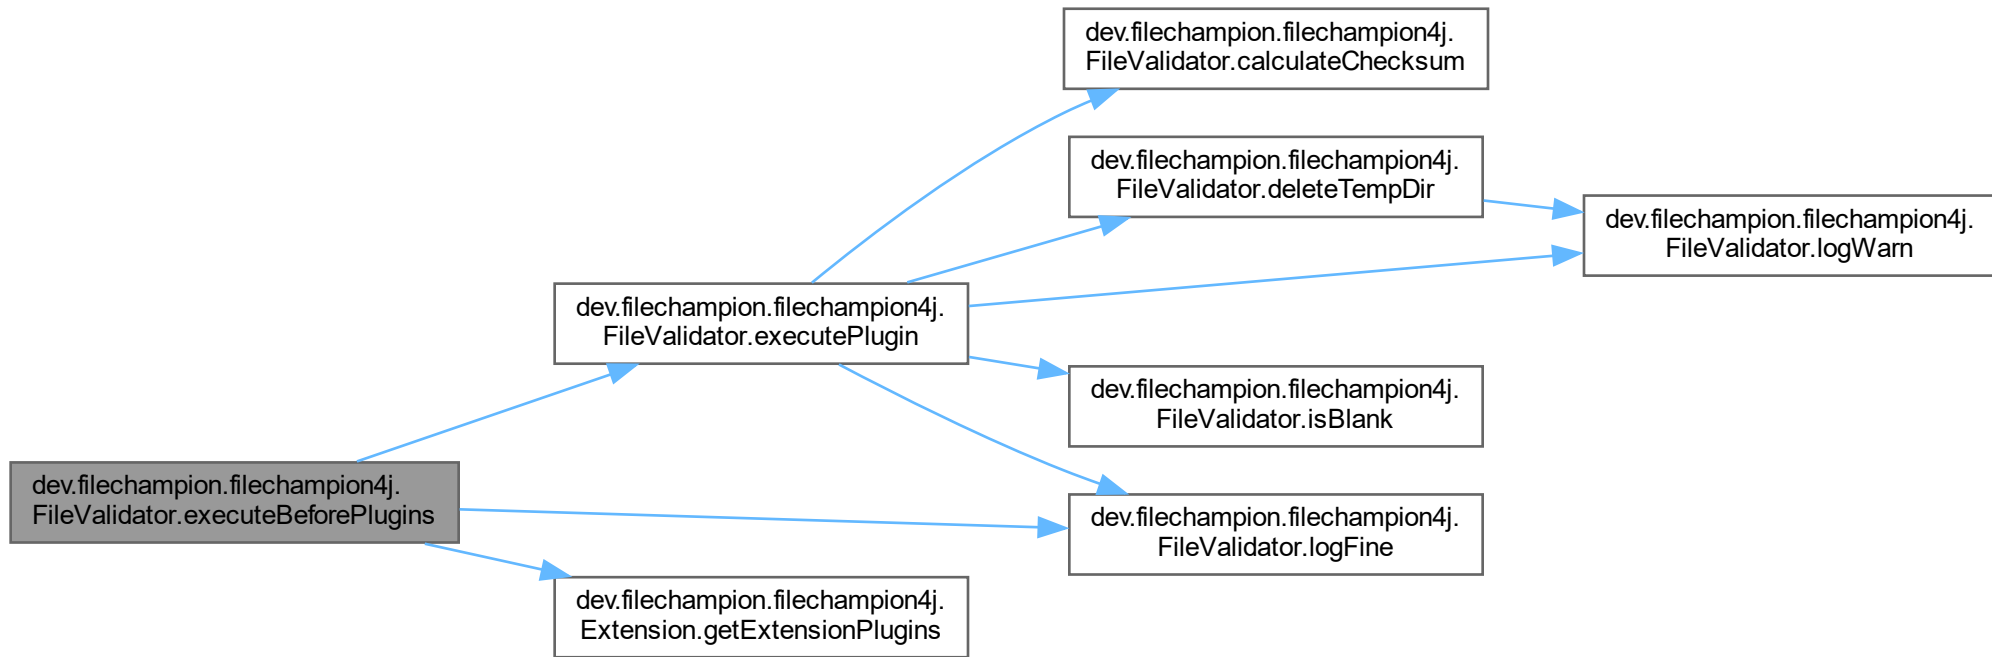 dev.filechampion.filechampion4j.
FileValidator.calculateChecksum
dev.filechampion.filechampion4j.
FileValidator.deleteTempDir
dev.filechampion.filechampion4j.
FileValidator.logWarn
dev.filechampion.filechampion4j.
FileValidator.executePlugin
dev.filechampion.filechampion4j.
FileValidator.isBlank
dev.filechampion.filechampion4j.
FileValidator.executeBeforePlugins
dev.filechampion.filechampion4j.
FileValidator.logFine
dev.filechampion.filechampion4j.
Extension.getExtensionPlugins